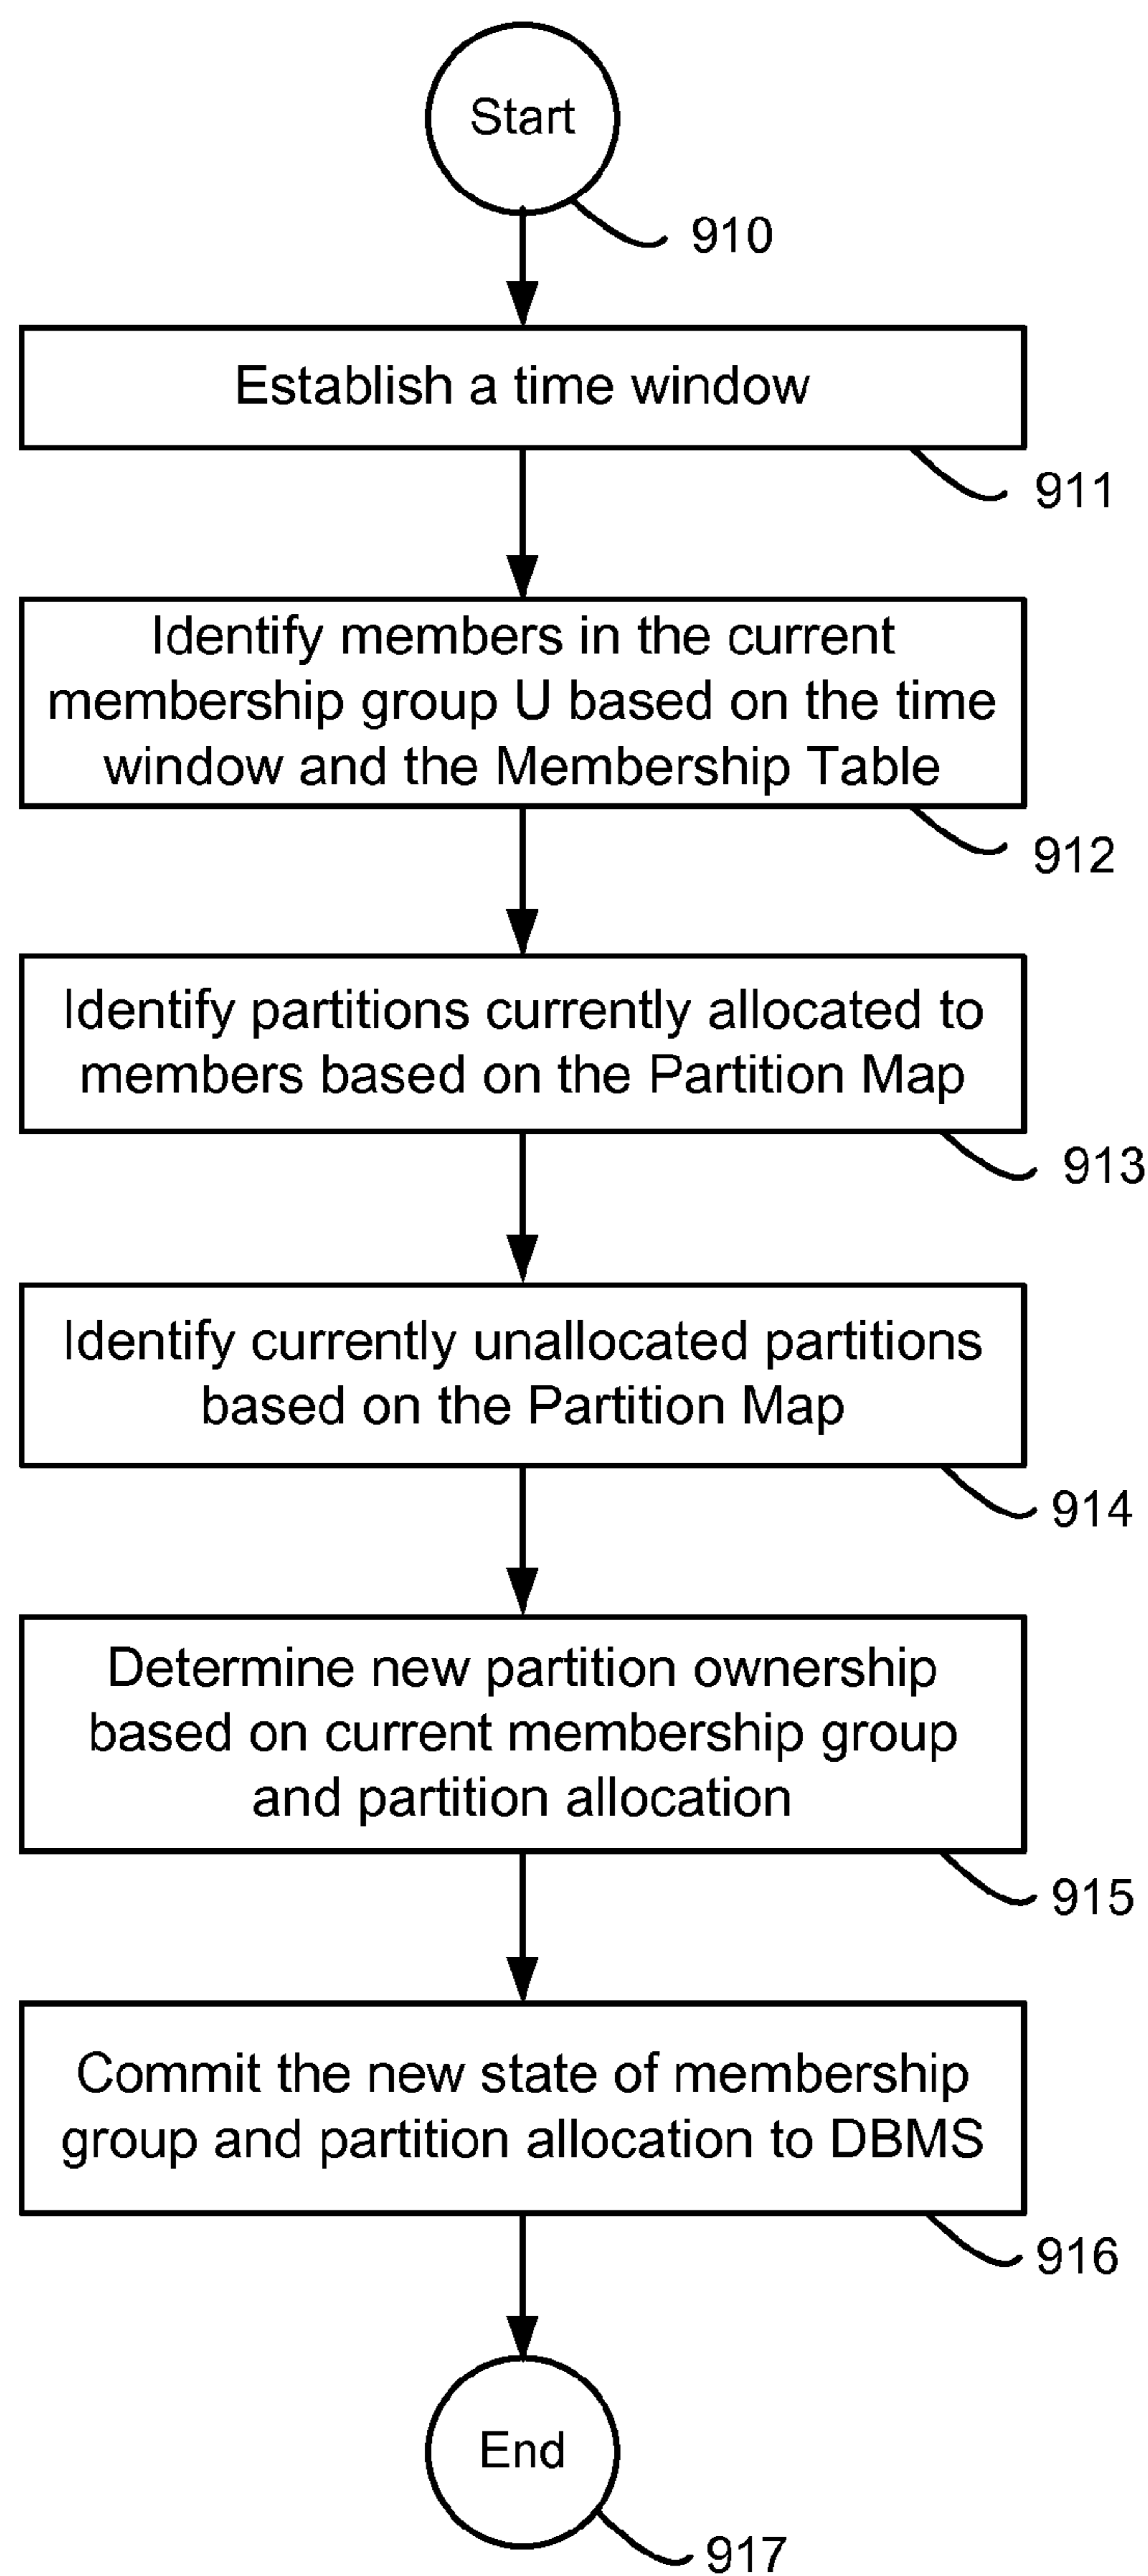 Start
910
Establish a time window
911
Identify members in the current
membership group U based on the time
window and the Membership Table
912
Identify partitions currently allocated to
members based on the Partition Map
913
Identify currently unallocated partitions
based on the Partition Map
914
Determine new partition ownership
based on current membership group
and partition allocation
915
Commit the new state of membership
group and partition allocation to DBMS
916
End
917